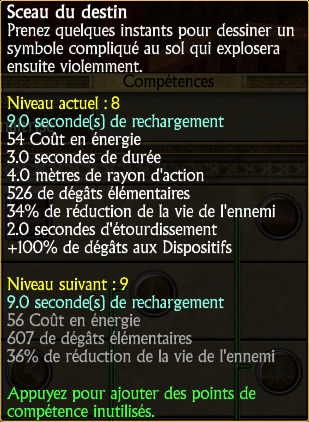 Sceau du destin
Prenez quelques instants pour dessiner un
symbole compliqué au sol qui explosera
ensuite violemment.
Compétences
Niveau actuel : 8
9.0 seconde(s) de rechargement
54 Coût en énergie
3.0 secondes de durée
4.0 mètres de rayon d'action
526 de dégâts élémentaires
34% de réduction de la vie de l'ennemi
2.0 secondes d'étourdissement
+100% de dégâts aux Dispositifs
Niveau suivant : 9
9.0 seconde(s) de rechargement
56 Coût en énergie
607 de dégâts élémentaires
36% de réduction de la vie de l'ennemi
Appuyez pour ajouter des points de
compétence inutilisés.